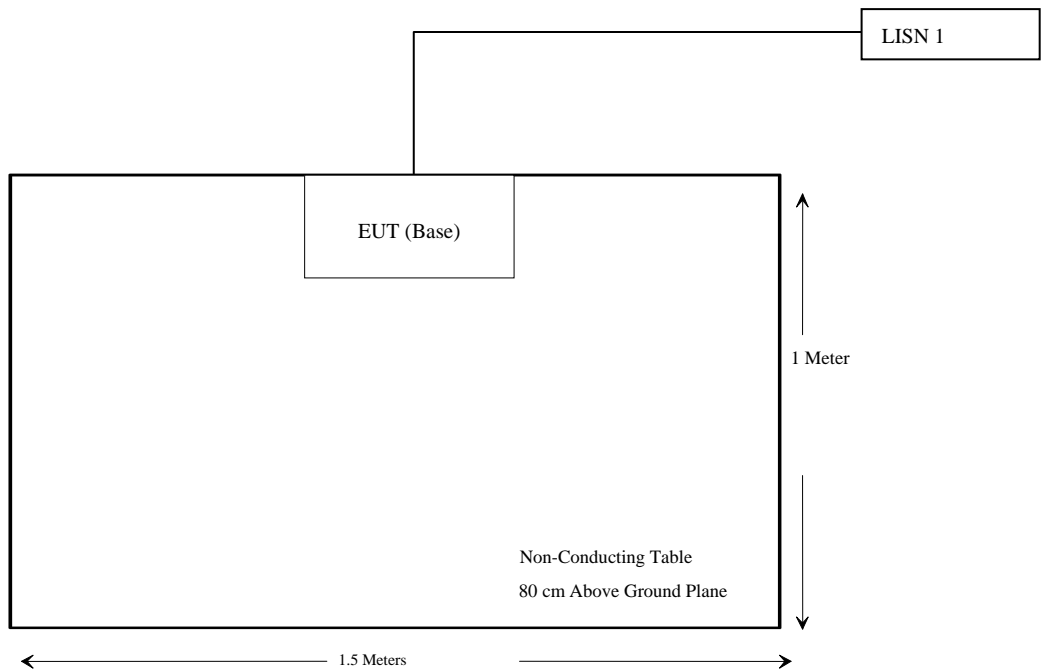 LISN 1
EUT (Base)
1 Meter
Non-Conducting Table
80 cm Above Ground Plane
1.5 Meters